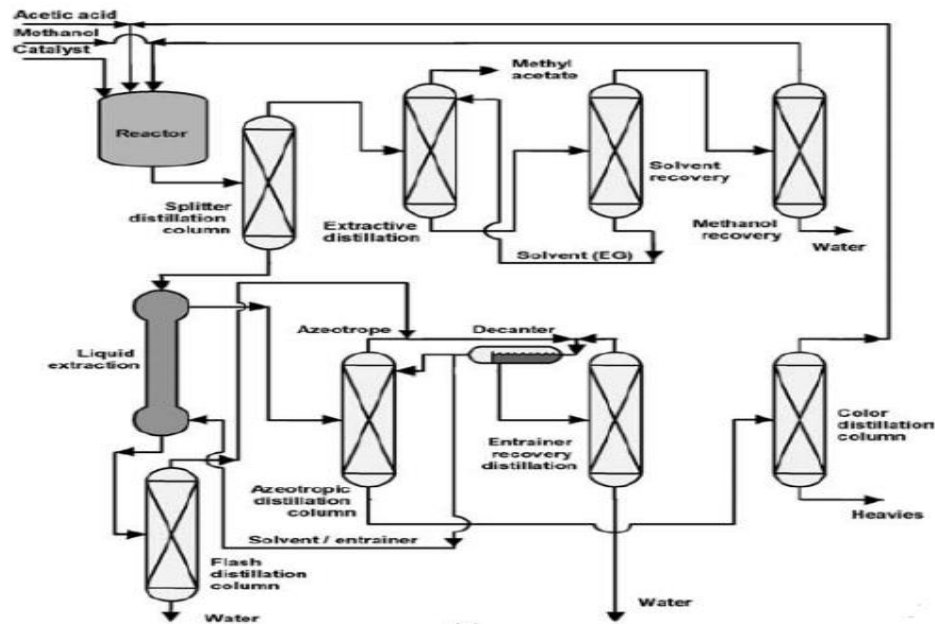 Acetic acid
Methanol
Catalyst
Reactor
Methyl
acetate
Splitter
distillation
column
Extractive
distillation
Solvent
recovery
Methanol
recovery
Water
Solvent (EG)
Liquid
extraction
Azeotrope
Decanter
Azeotropic
distillation
column
Entrainer
recovery
distillation
Color
distillation
column
Heavies
Solvent / entrainer
Flash
distillation
column
Water
Water